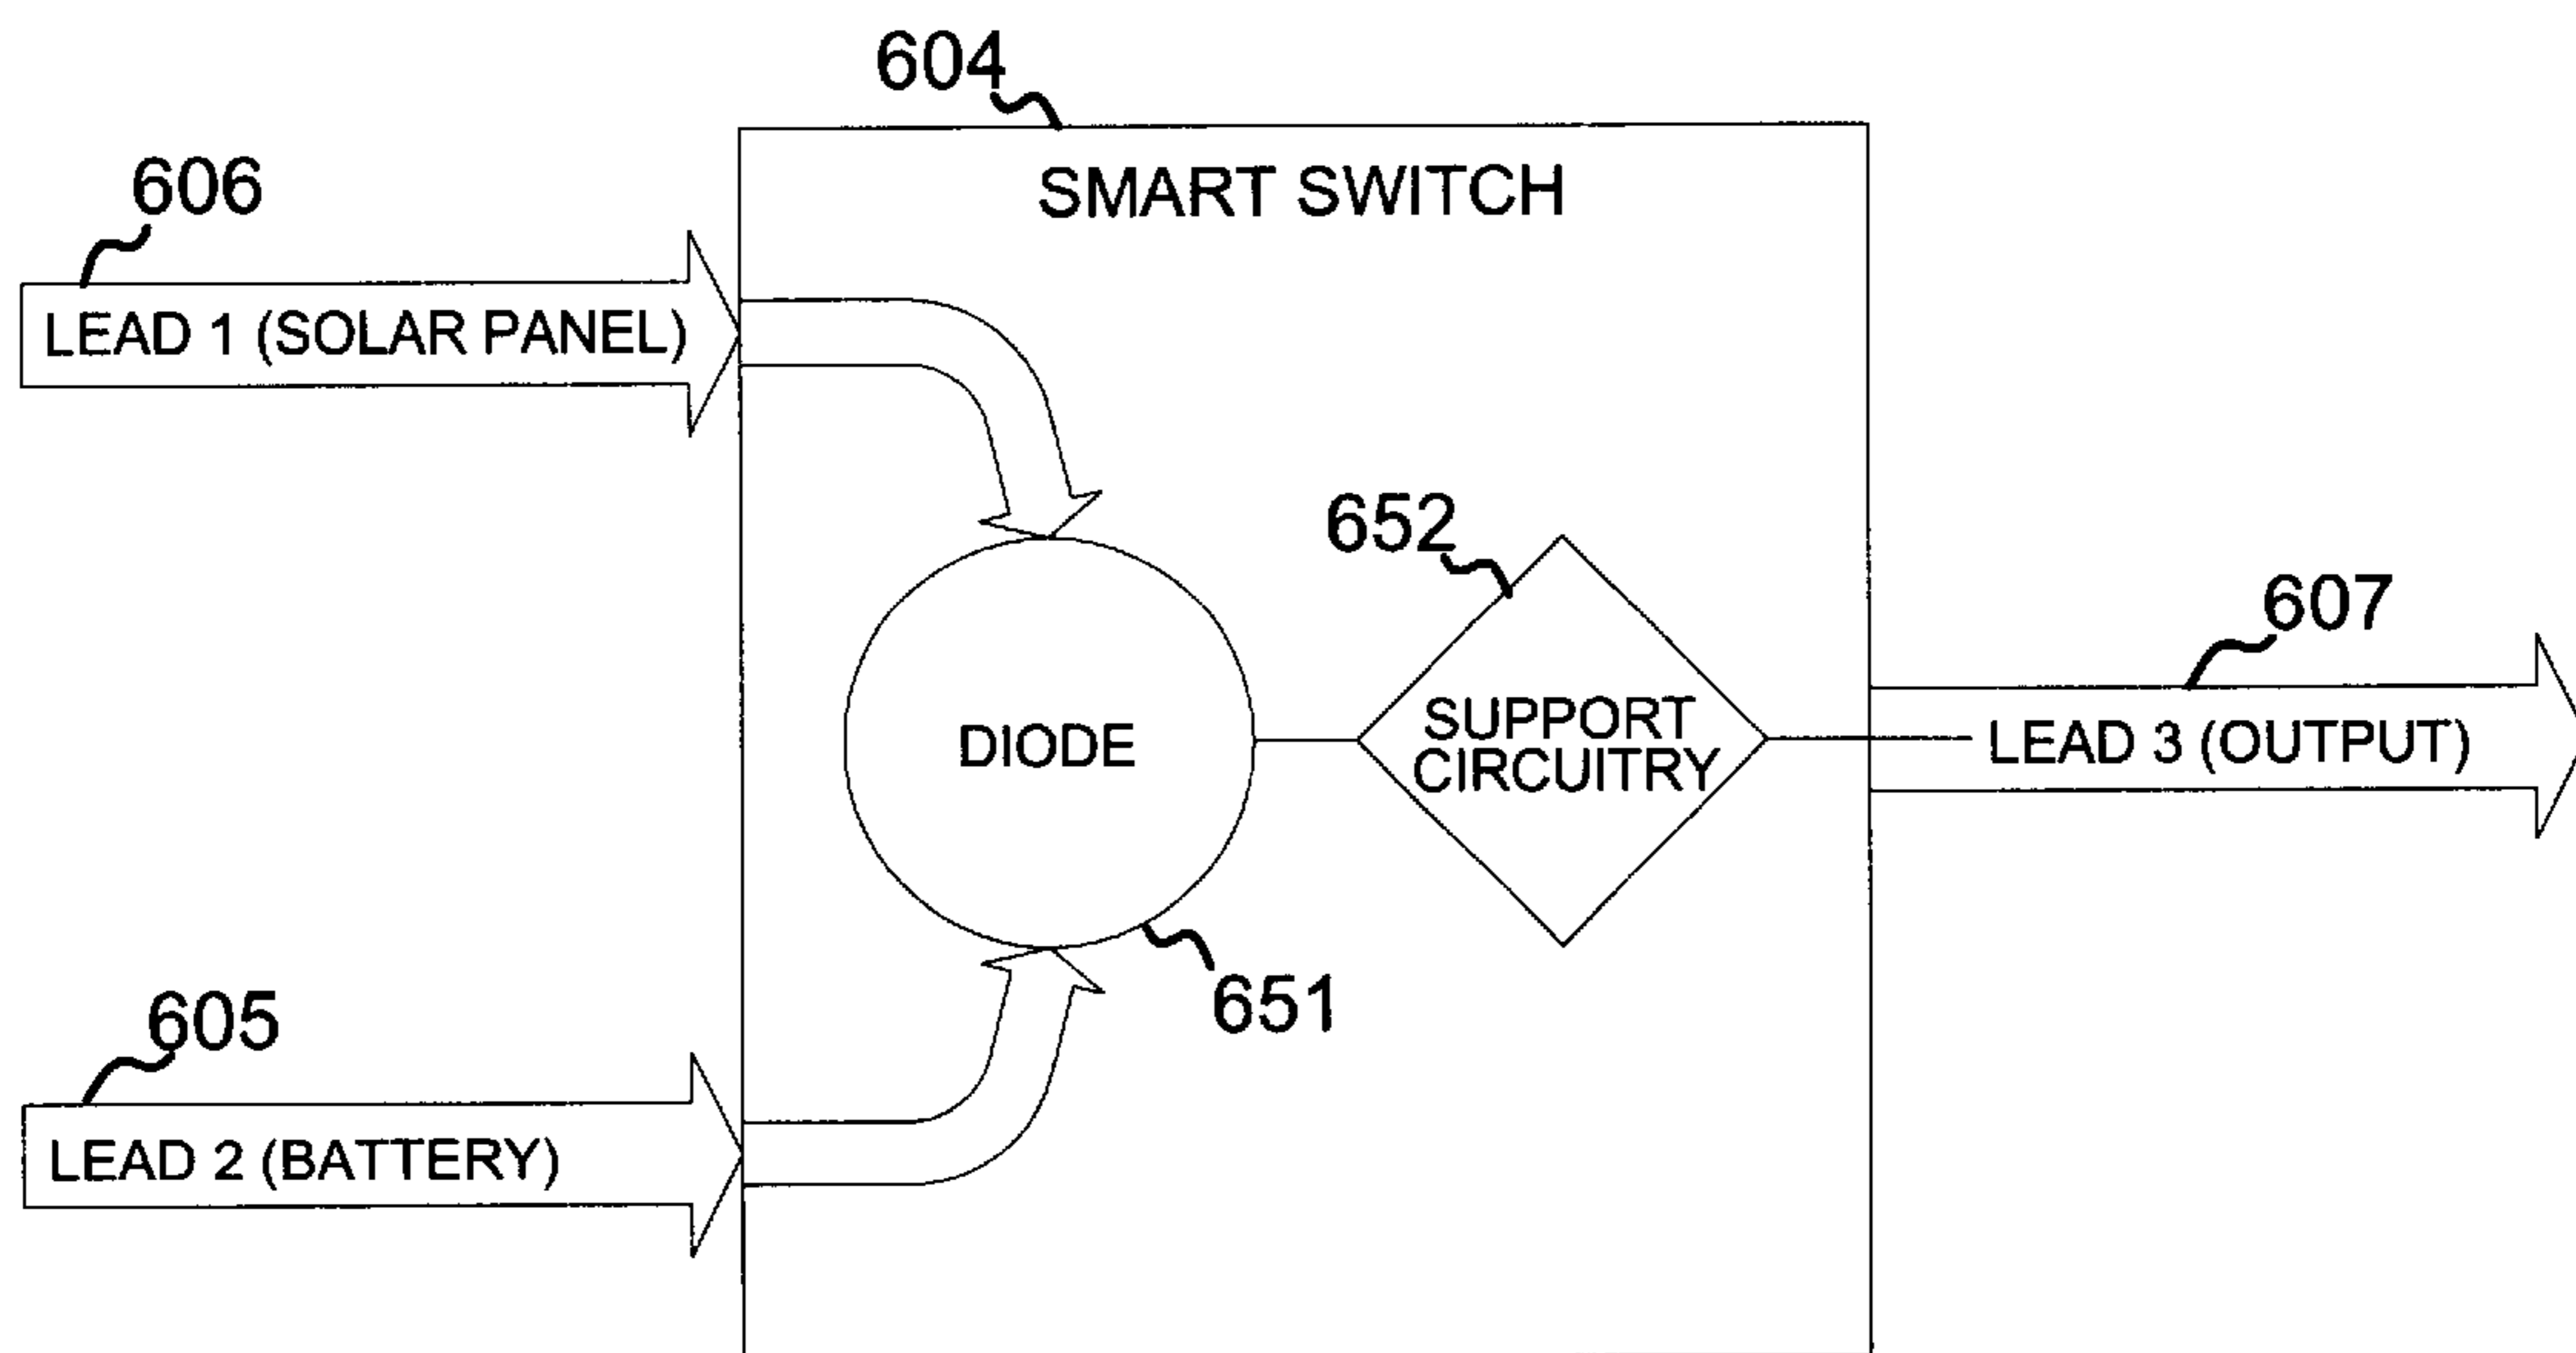 604
SMART SWITCH
606
LEAD 1 (SOLAR PANEL)
652
607
DIODE
SUPPORT
CIRCUITRY
LEAD 3 (OUTPUT)
651
605
LEAD 2 (BATTERY)